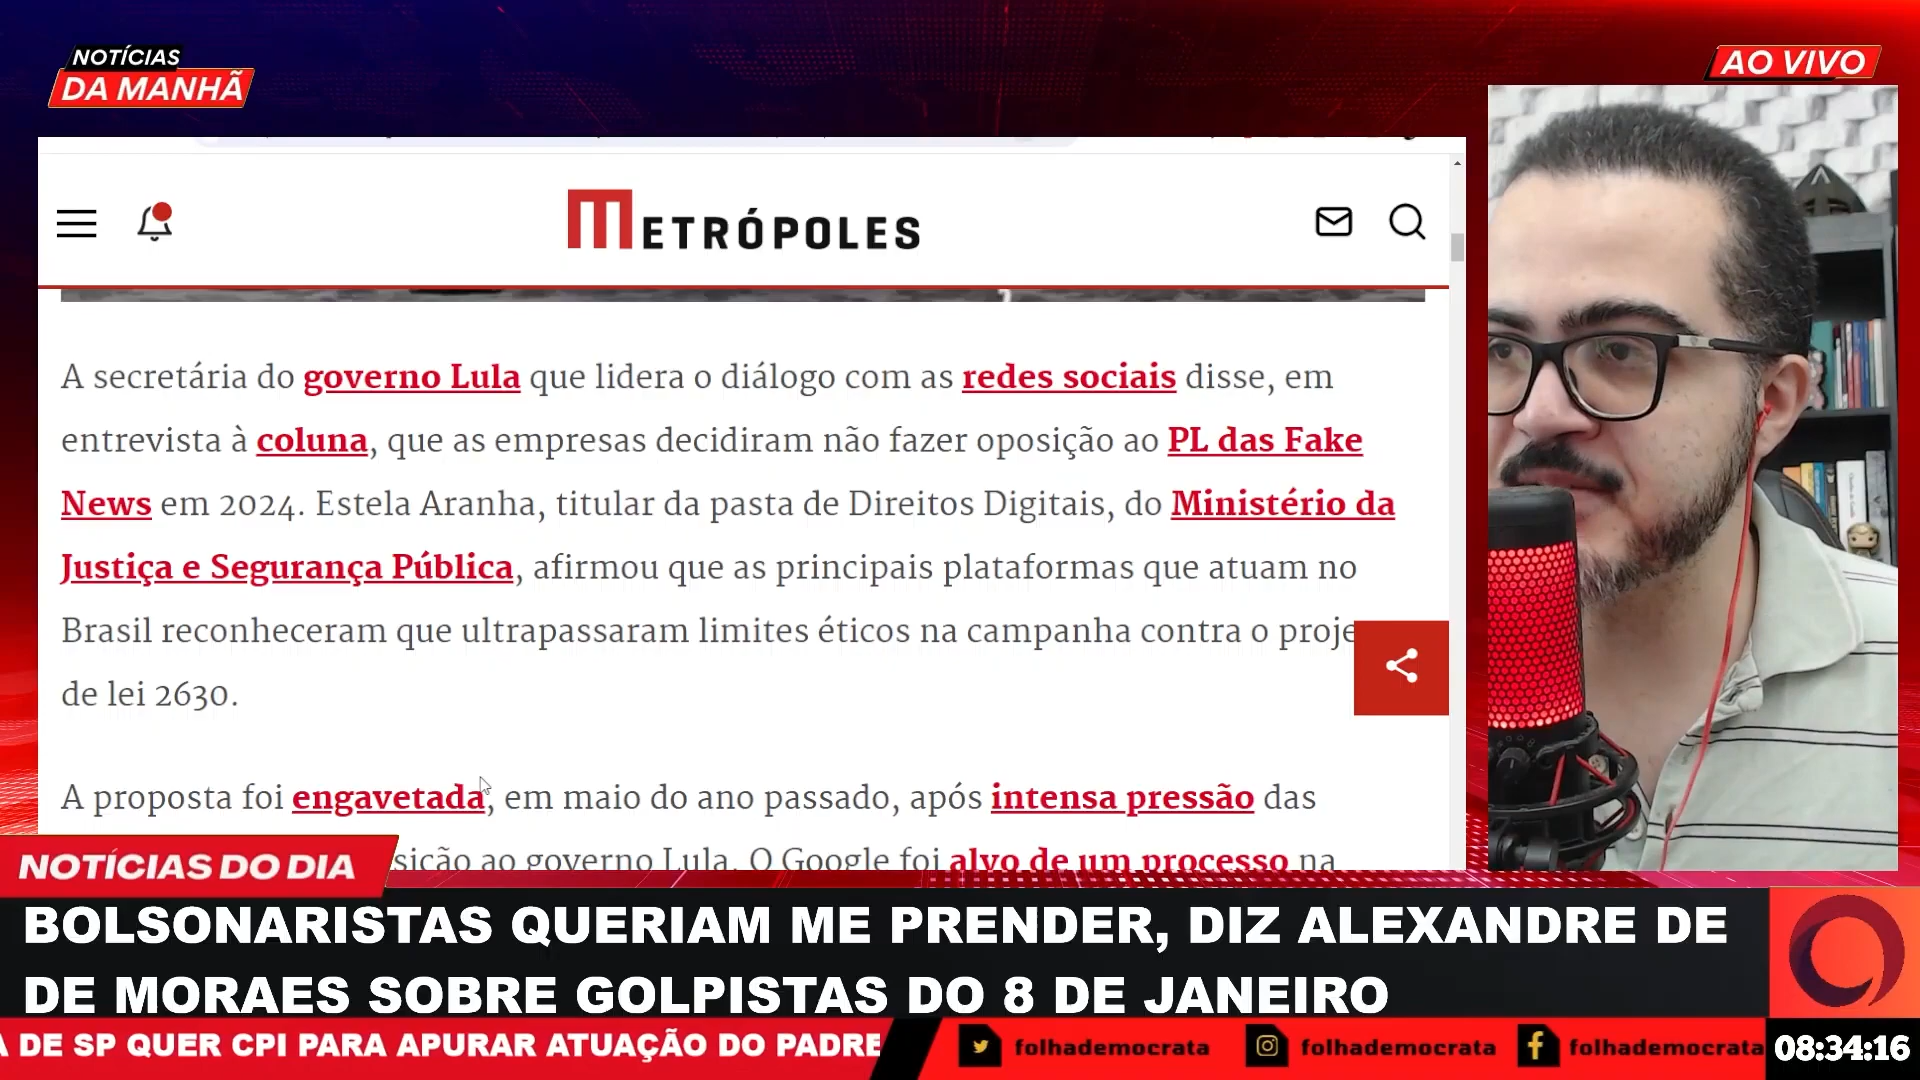 NOTÍCIAS
DA MANHÃ
AO VIVO
METRÓPOLES
A secretária do governo Lula que lidera o diálogo com as redes sociais disse, em
entrevista à coluna, que as empresas decidiram não fazer oposição ao PL das Fake
News em 2024. Estela Aranha, titular da pasta de Direitos Digitais, do Ministério da
Justiça e Segurança Pública, afirmou que as principais plataformas que atuam no
Brasil reconheceram que ultrapassaram limites éticos na campanha contra o proje
de lei 2630.
A proposta foi engavetada, em maio do ano passado, após intensa pressão das
sição ao governo Lula. O Google foi alvo de um processo na
NOTÍCIAS DO DIA
BOLSONARISTAS QUERIAM ME PRENDER, DIZ ALEXANDRE DE
DE MORAES SOBRE GOLPISTAS DO 8 DE JANEIRO
A DE SP QUER CPI PARA APURAR ATUAÇÃO DO PADRE
folhademocrata
folhademocrata
folhademocrata
08:34:16